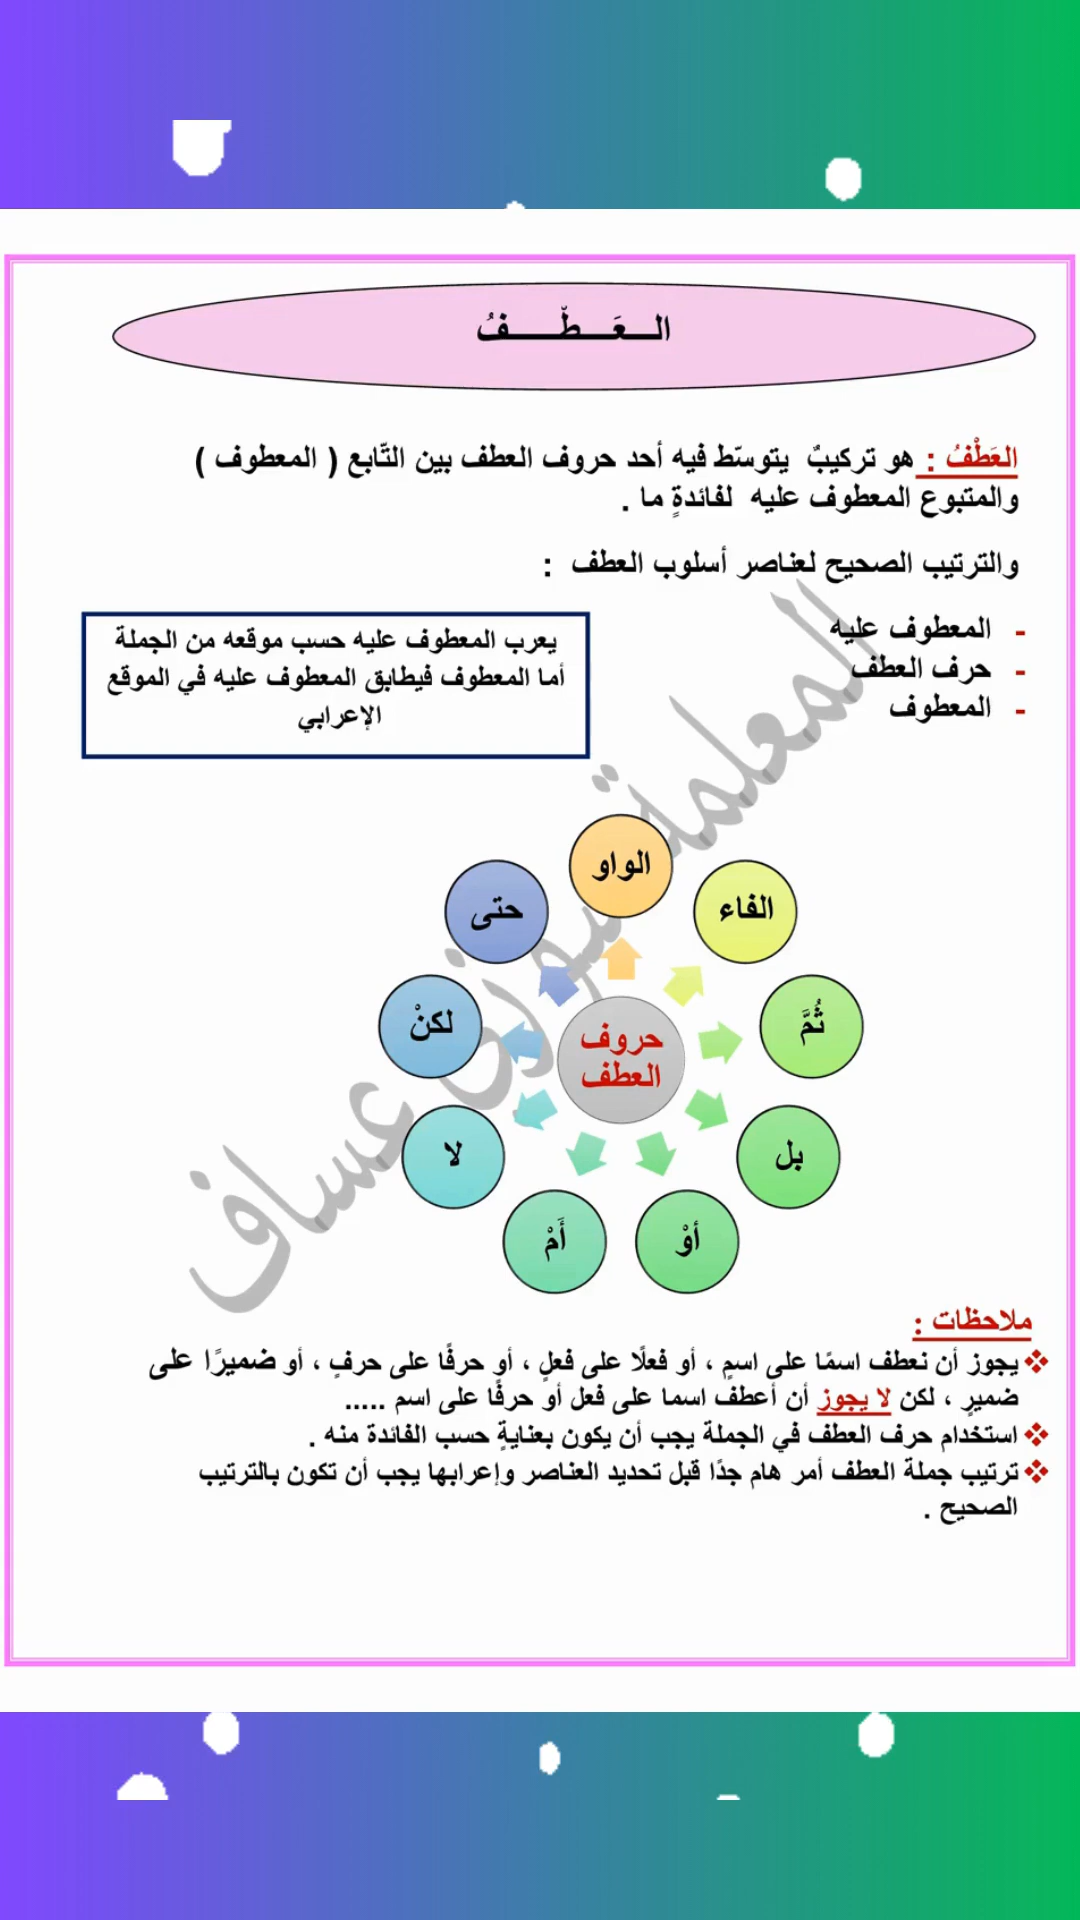 الـــعَـــطّـــــفُ
العَطْفُ : هو تركيبٌ يتوسّط فيه أحد حروف العطف بين التّابع ( المعطوف )
والمتبوع المعطوف عليه لفائدةٍ ما .
والترتيب الصحيح لعناصر أسلوب العطف :
- المعطوف عليه
- حرف العطف
- المعطوف
يعرب المعطوف عليه حسب موقعه من الجملة
أما المعطوف فيطابق المعطوف عليه في الموقع
الإعرابي
الواو
الفاء
ثُمَّ
بل
أوْ
أَمْ
لا
لكنْ
حتى
حروف
العطف
المعلمة سوزان عساف
ملاحظات :
يجوز أن نعطف اسمًا على اسمٍ ، أو فعلًا على فعلٍ ، أو حرفًا على حرفٍ ، أو ضميرًا على
ضميرٍ ، لكن لا يجوز أن أعطف اسما على فعل أو حرفًا على اسم .....
استخدام حرف العطف في الجملة يجب أن يكون بعنايةٍ حسب الفائدة منه .
ترتيب جملة العطف أمر هام جدًا قبل تحديد العناصر وإعرابها يجب أن تكون بالترتيب
الصحيح .